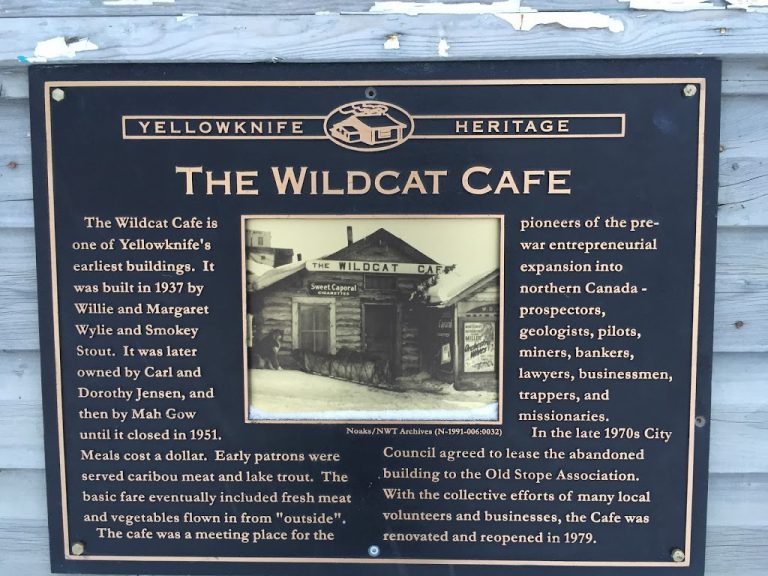 YELLOWKNIFE HERITAGE
THE WILDCAT CAFE
The Wildcat Cafe is
one of Yellowknife's
earliest buildings. It
was built in 1937 by
Willie and Margaret
Wylie and Smokey
Stout. It was later
owned by Carl and
Dorothy Jensen, and
then by Mah Gow
until it closed in 1951.
Meals cost a dollar. Early patrons were
served caribou meat and lake trout. The
basic fare eventually included fresh meat
and vegetables flown in from "outside".
The cafe was a meeting place for the
THE WILDCAT CAFE
Sweet Caporal
CIGARETTES
Noaks/NWT Archives (N-1991-006:0032)
pioneers of the pre-
war entrepreneurial
expansion into
northern Canada -
prospectors,
geologists, pilots,
miners, bankers,
lawyers, businessmen,
trappers, and
missionaries.
In the late 1970s City
Council agreed to lease the abandoned
building to the Old Stope Association.
With the collective efforts of many local
volunteers and businesses, the Cafe was
renovated and reopened in 1979.